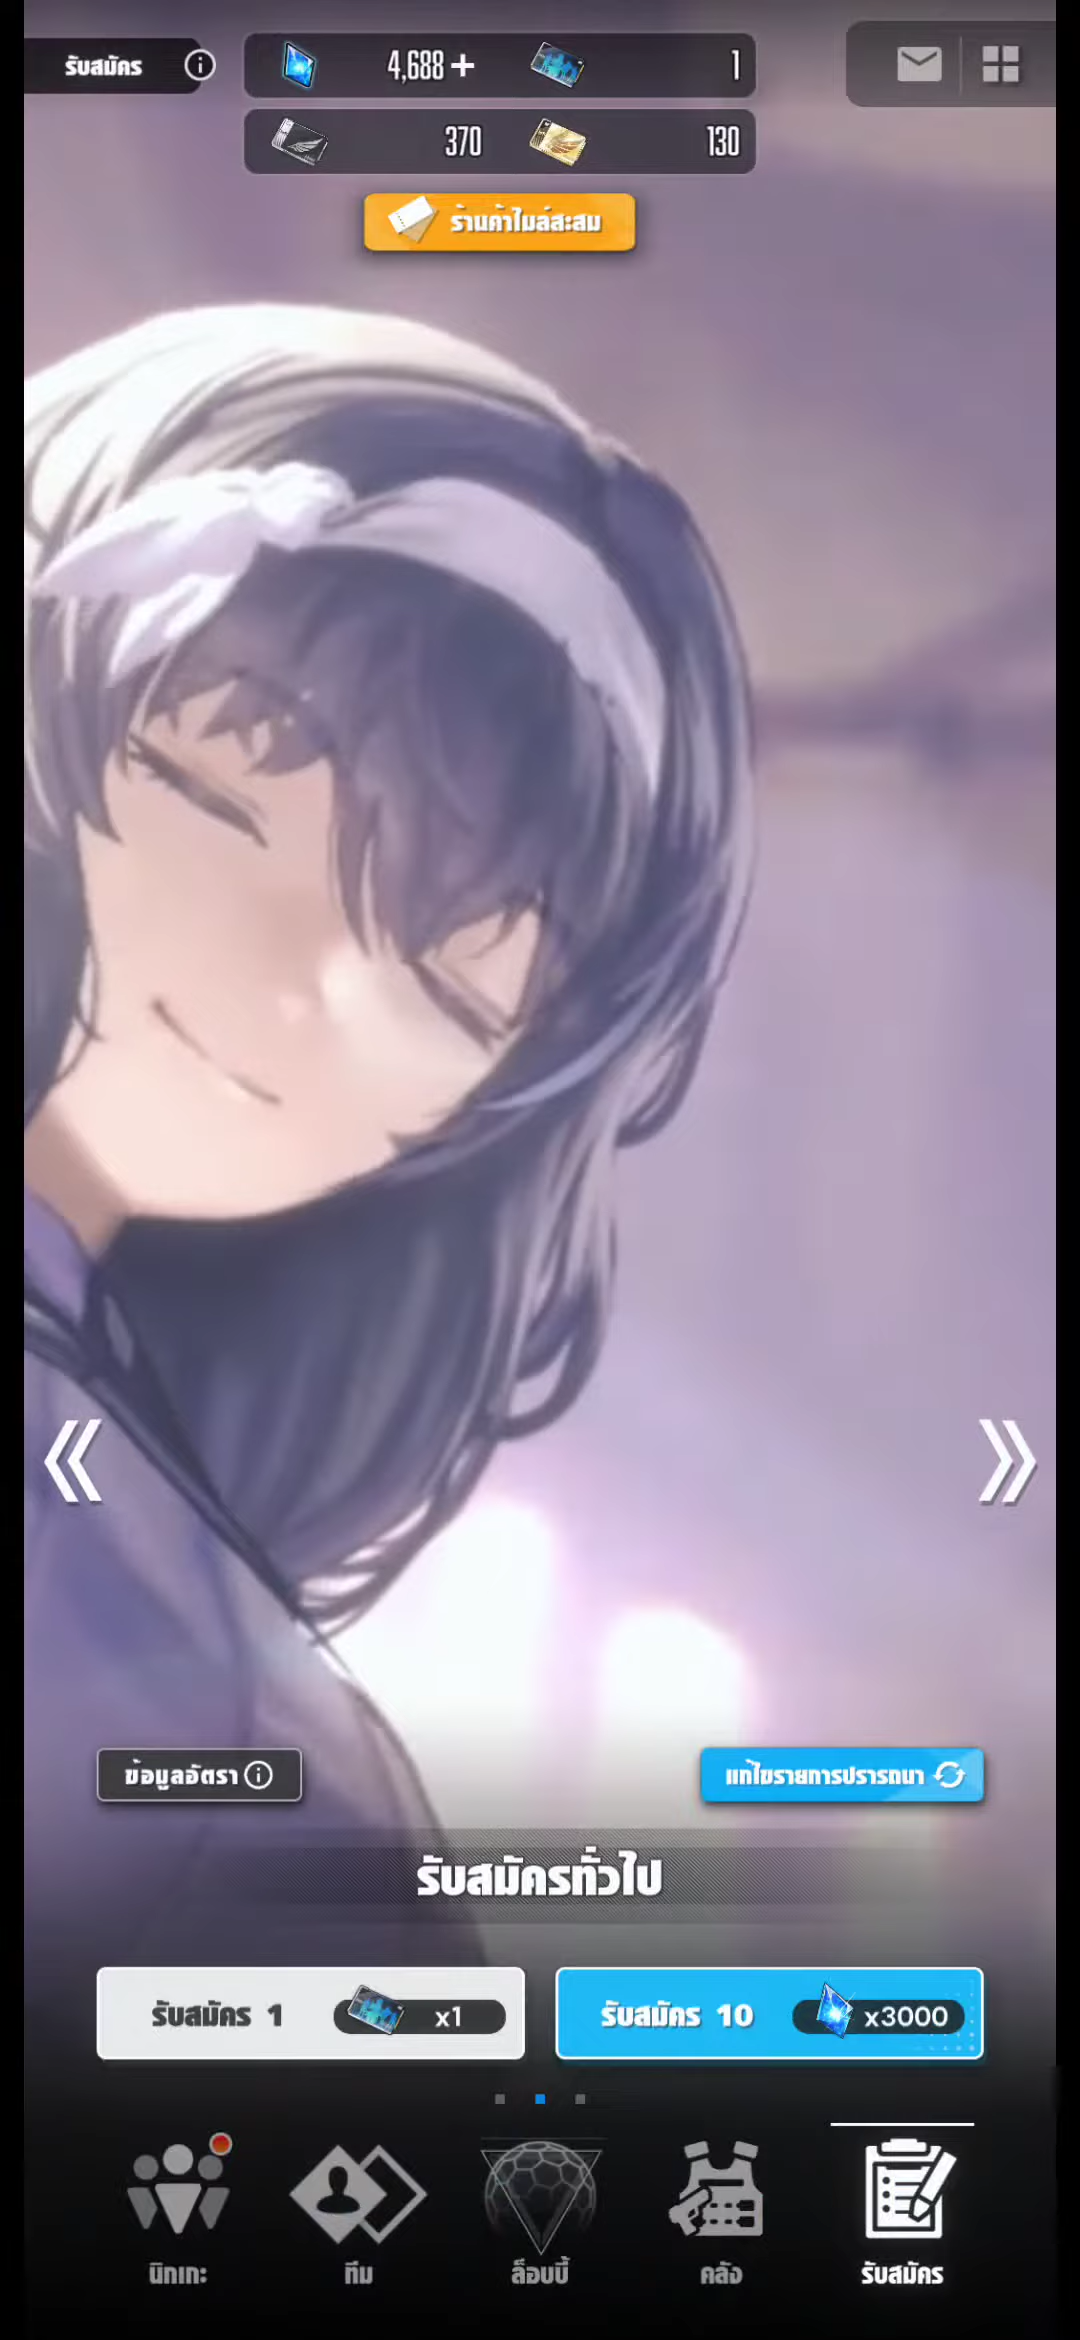 รับสมัคร
4,688
1
370
130
ร้านค้าไมล์สะสม
ข้อมูลอัตรา
แก้ไขรายการปรารถนา
รับสมัครทั่วไป
รับสมัคร 1 x1
รับสมัคร 10 x3000
นิกเกะ
ทีม
ล็อบบี้
คลัง
รับสมัคร